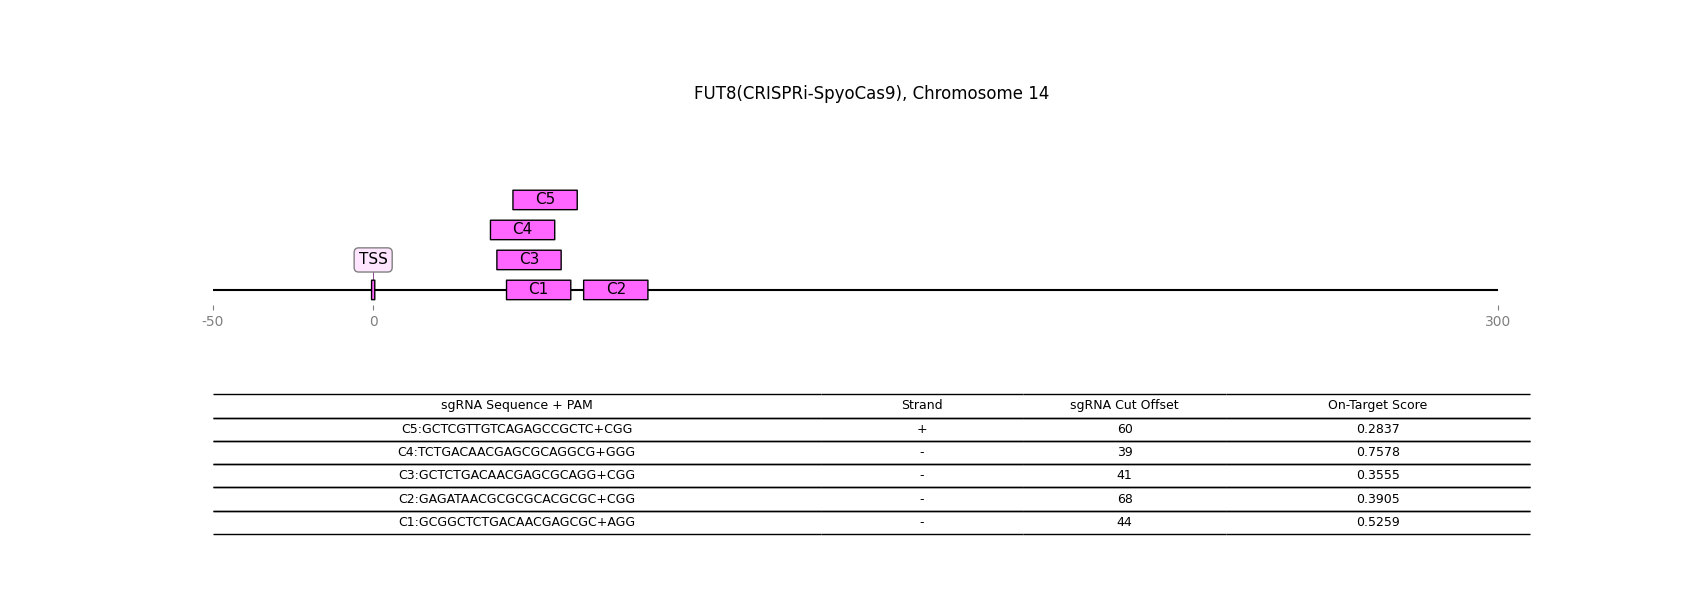 FUT8(CRISPRi-SpyoCas9), Chromosome 14
C5
C4
TSS C3
C1 C2
-50 0 300
sgRNA Sequence + PAM Strand sgRNA Cut Offset On-Target Score
C5:GCTCGTTGTCAGAGCCGCTC+CGG + 60 0.2837
C4:TCTGACAACGAGCGCAGGCG+GGG - 39 0.7578
C3:GCTCTGACAACGAGCGCAGG+CGG - 41 0.3555
C2:GAGATAACGCGCGCACGCGC+CGG - 68 0.3905
C1:GCGGCTCTGACAACGAGCGC+AGG - 44 0.5259